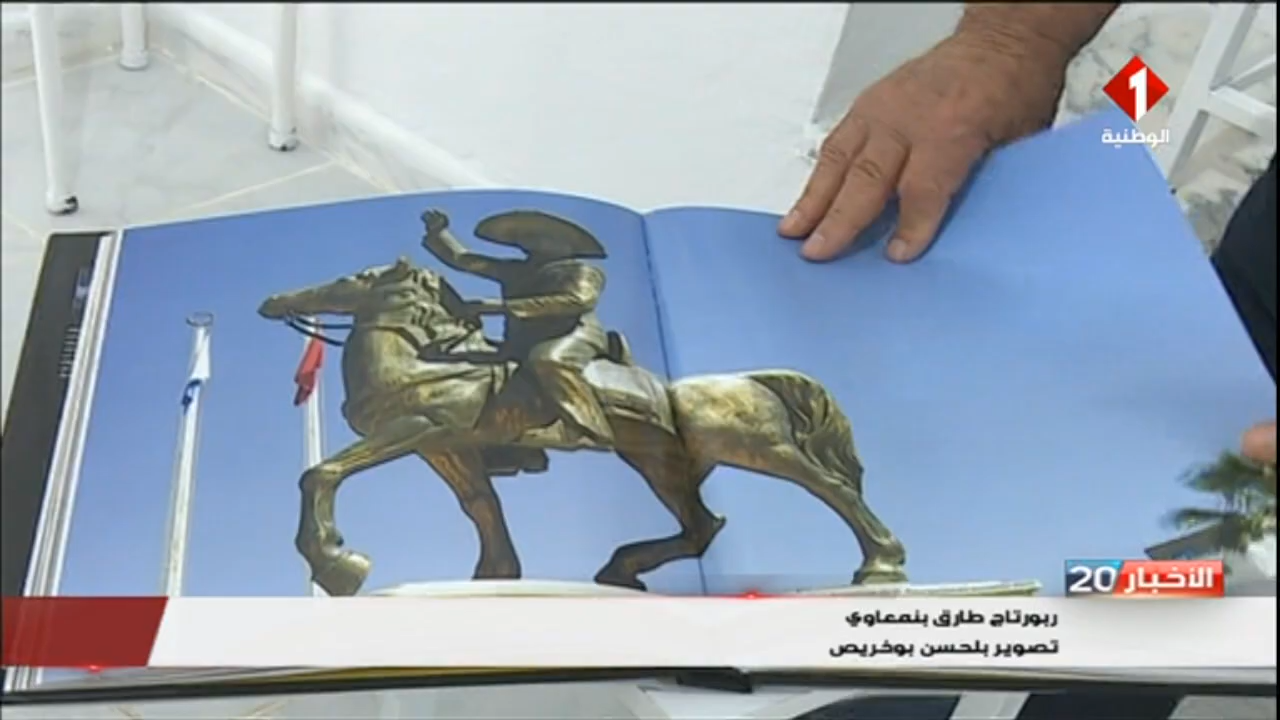 1
الوطنية
الأخبار 20
ربورتاج طارق بنمعاوي
تصوير بلحسن بوخريص